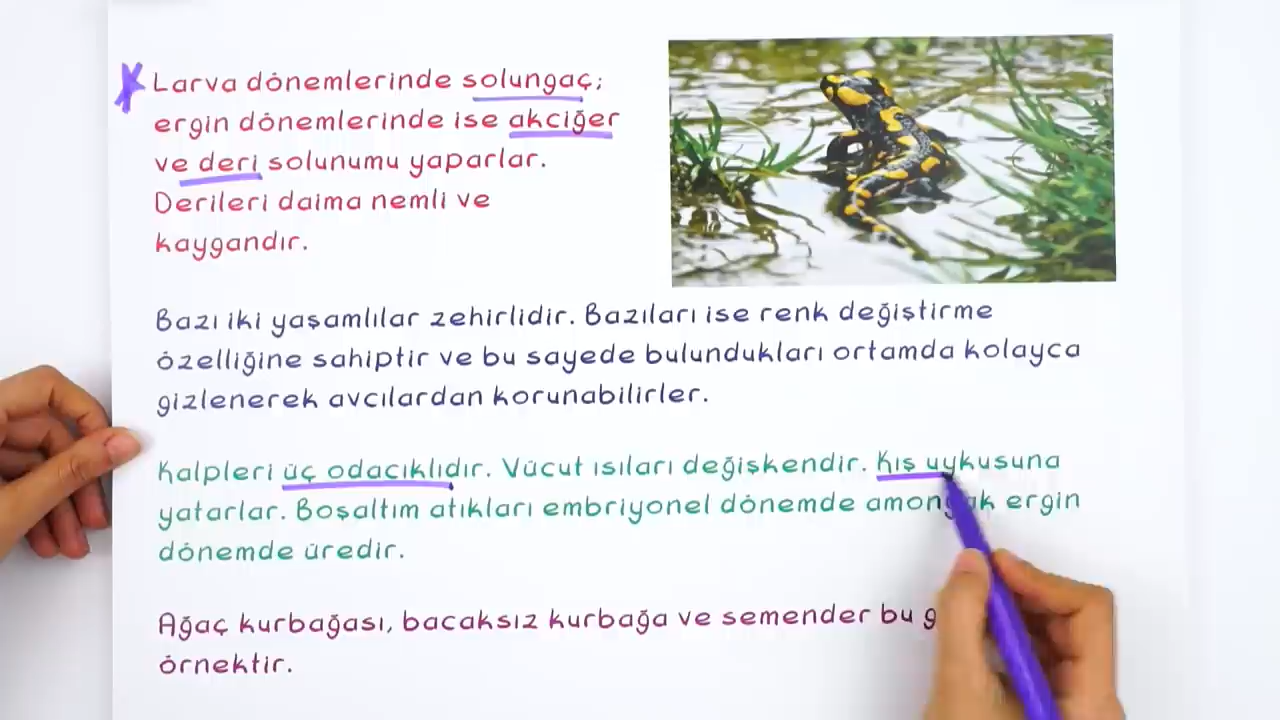 Larva dönemlerinde solungaç;
ergin dönemlerinde ise akciğer
ve deri solunumu yaparlar.
Derileri daima nemli ve
kaygandır.
Bazı iki yaşamlılar zehirlidir. Bazıları ise renk değiştirme
özelliğine sahiptir ve bu sayede bulundukları ortamda kolayca
gizlenerek avcılardan korunabilirler.
Kalpleri üç odacıklıdır. Vücut ısıları değişkendir. Kış uykusuna
yatarlar. Boşaltım atıkları embriyonel dönemde amonyak ergin
dönemde üredir.
Ağaç kurbağası, bacaksız kurbağa ve semender bu
örnektir.